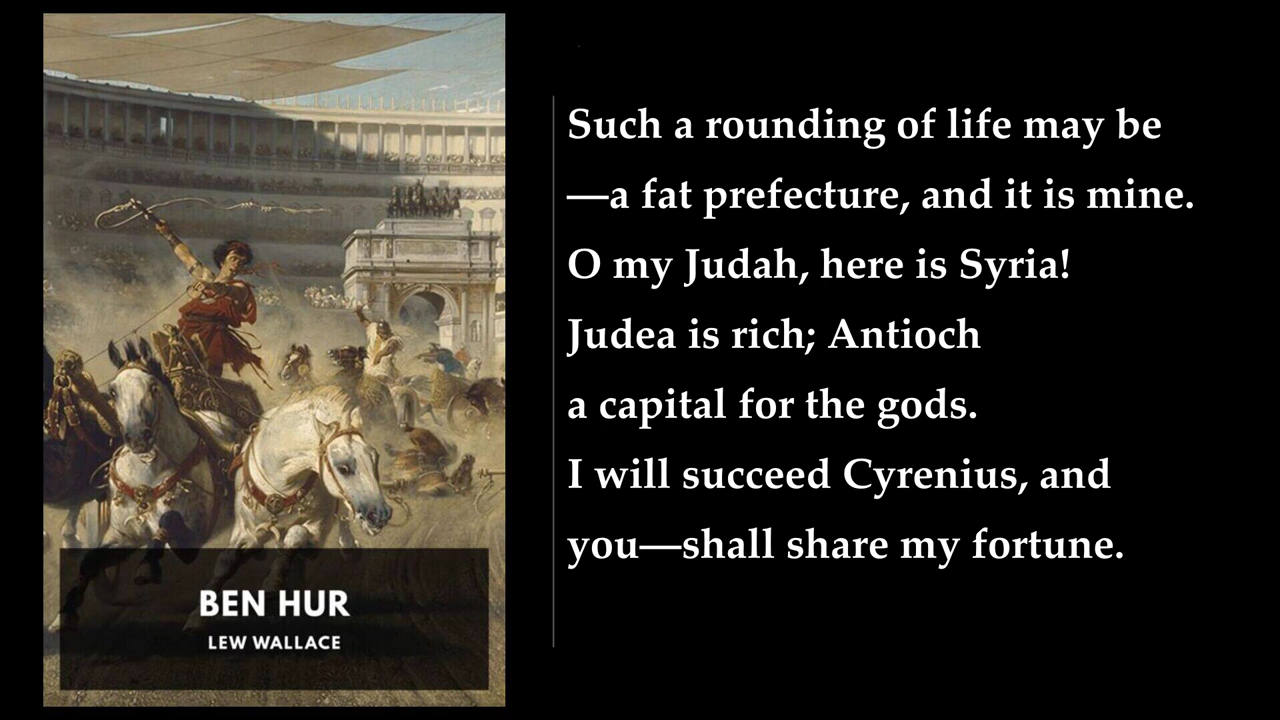 BEN HUR
LEW WALLACE
Such a rounding of life may be
—a fat prefecture, and it is mine.
O my Judah, here is Syria!
Judea is rich; Antioch
a capital for the gods.
I will succeed Cyrenius, and
you—shall share my fortune.